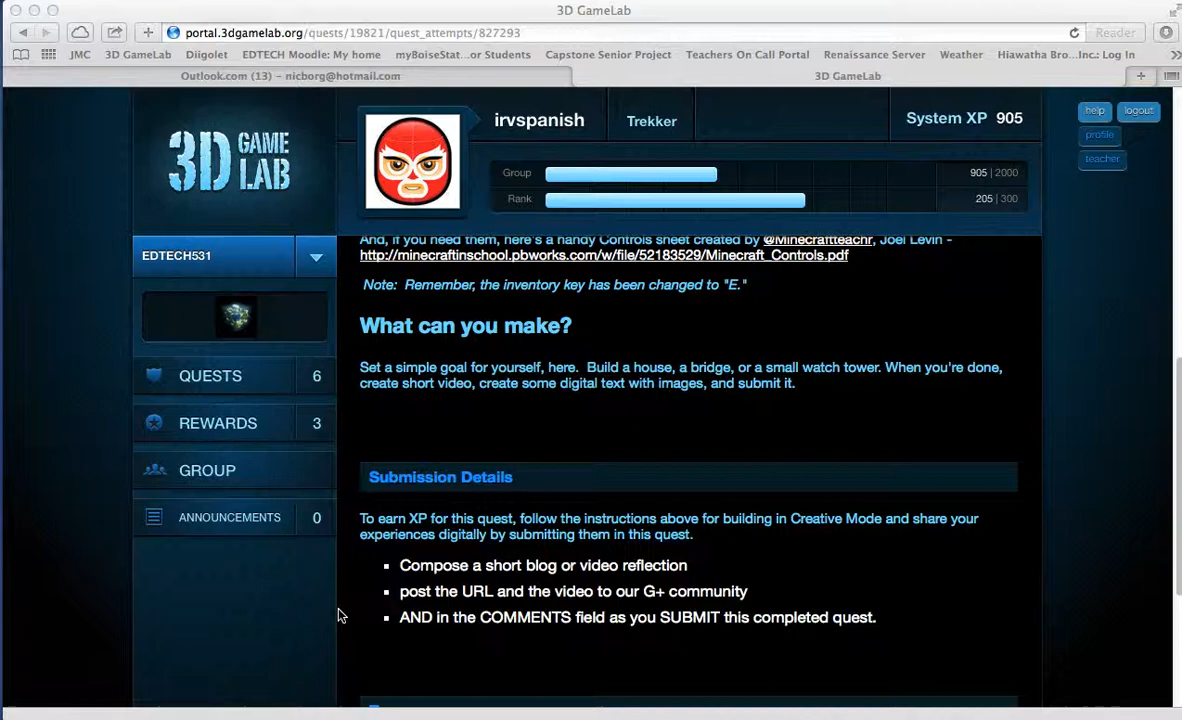 3D GameLab
portal.3dgamelab.org/quests/19821/quest_attempts/827293
Reader
JMC 3D GameLab Diigolet EDTECH Moodle: My home myBoiseStat...or Students Capstone Senior Project Teachers On Call Portal Renaissance Server Weather Hiawatha Bro...Inc: Log In
Outlook.com (13) – nicborg@hotmail.com
3D GameLab
3D GAME LAB
irvspanish
Trekker
System XP 905
help
logout
profile
teacher
Group
905 | 2000
Rank
205 | 300
EDTECH531
QUESTS 6
REWARDS 3
GROUP
ANNOUNCEMENTS 0
And, if you need them, here's a handy Controls sheet created by @Minecraftteachr, Joel Levin -
http://minecraftinschool.pbworks.com/w/file/52183529/Minecraft_Controls.pdf
Note: Remember, the inventory key has been changed to "E."
What can you make?
Set a simple goal for yourself, here. Build a house, a bridge, or a small watch tower. When you're done,
create short video, create some digital text with images, and submit it.
Submission Details
To earn XP for this quest, follow the instructions above for building in Creative Mode and share your
experiences digitally by submitting them in this quest.
Compose a short blog or video reflection
post the URL and the video to our G+ community
AND in the COMMENTS field as you SUBMIT this completed quest.